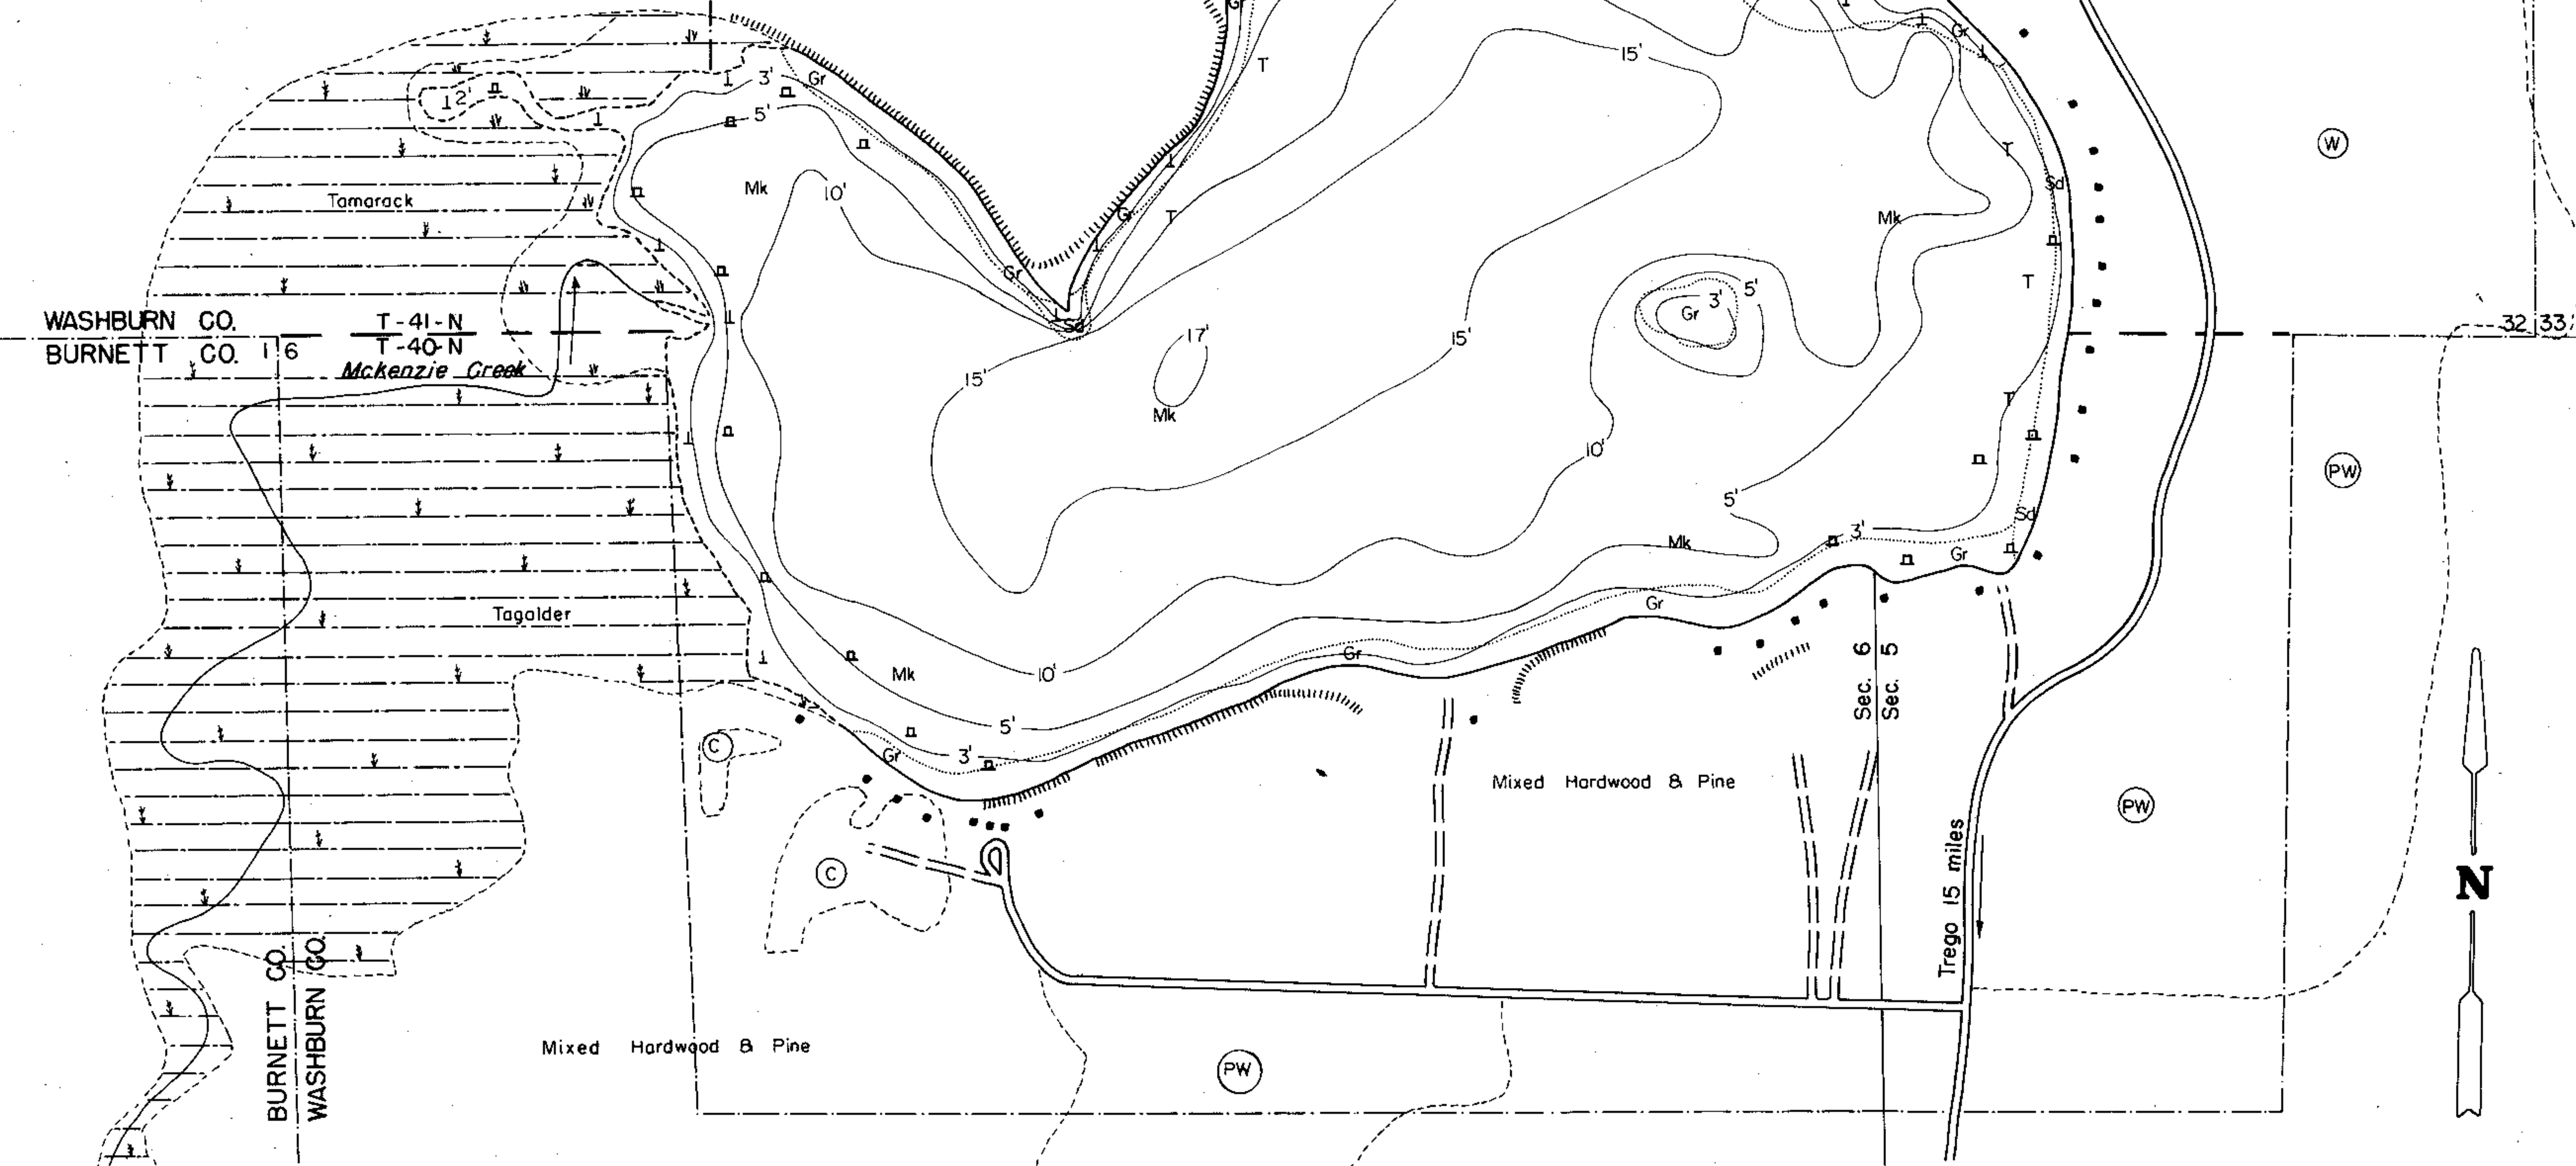 Gr
Gr
15'
T
3'
Gr
12'
5'
W
T
Mk
10'
Sd
Tamarack
Gr
T
Mk
Gr
T
5'
3'
Gr
WASHBURN CO.
T-41-N
Sd
17'
32 33
BURNETT CO.
1 6
T-40-N
15'
Mckenzie Creek
15'
T
Mk
10'
PW
5'
Sd
Mk
3'
Gr
Gr
Tagalder
Gr
Mk
10'
Sec. 6
Sec. 5
5'
C
Gr
3'
Mixed Hardwood & Pine
PW
C
Trego 15 miles
N
BURNETT CO.
WASHBURN CO.
Mixed Hardwood & Pine
PW